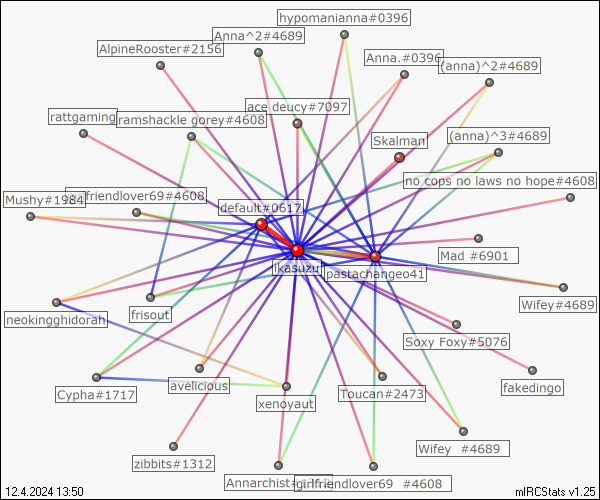 hypomanianna#0396
Anna^2#4689
AlpineRooster#2156
Anna.#0396
(anna)^2#4689
ace deucy#7097
rattgaming
ramshackle gorey#4608
(anna)^3#4689
Skalman
no cops no laws no hope#4608
Mushy#1984
friendlover69#4608
default#0617
Mad #6901
ikasuzu
pastachangeo41
neokingghidorah
frisout
Wifey#4689
Soxy Foxy#5076
Cypha#1717
avelicious
xenoyaut
Toucan#2473
fakedingo
zibbits#1312
Wifey #4689
Annarchist#
girlfriendlover69 #4608
12.4.2024 13:50
mIRCStats v1.25